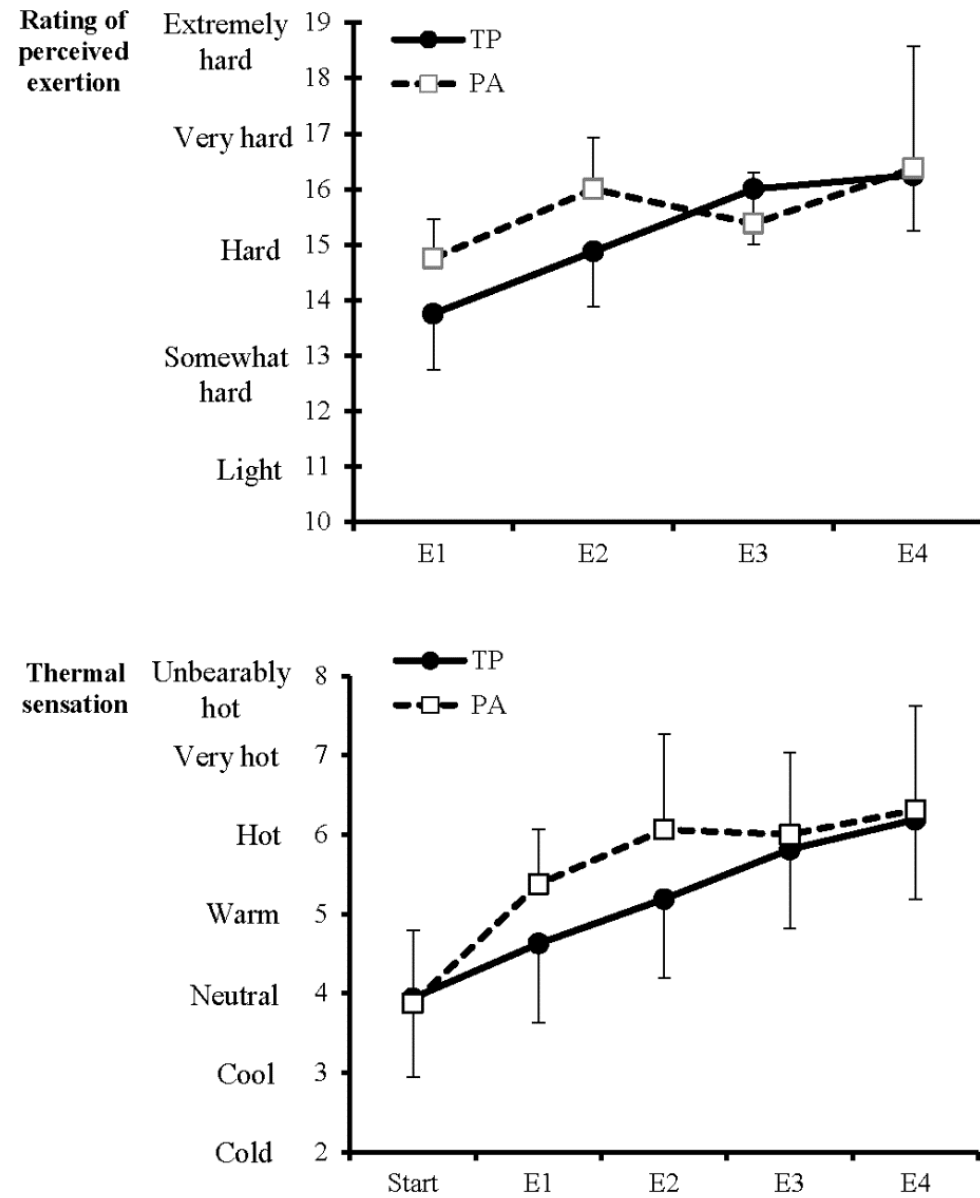 Rating of
perceived
exertion
Extremely
hard
Very hard
Hard
Somewhat
hard
Light
19
18
17
16
15
14
13
12
11
10
TP
PA
E1 E2 E3 E4
Thermal
sensation
Unbearably
hot
Very hot
Hot
Warm
Neutral
Cool
Cold
8
7
6
5
4
3
2
TP
PA
Start E1 E2 E3 E4